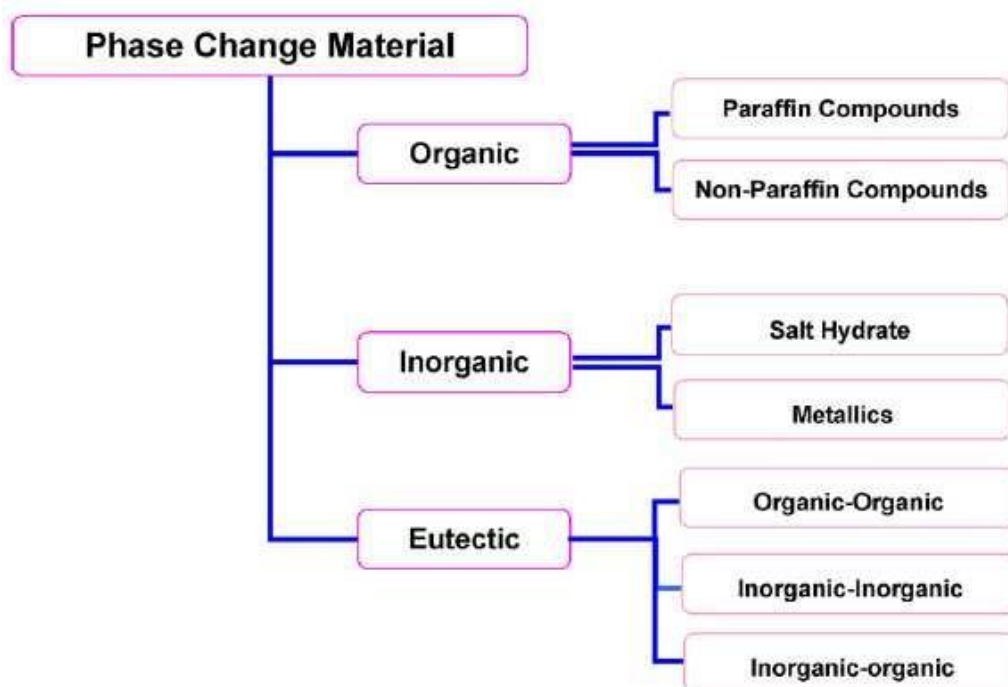 Phase Change Material
Organic
Paraffin Compounds
Non-Paraffin Compounds
Inorganic
Salt Hydrate
Metallics
Eutectic
Organic-Organic
Inorganic-Inorganic
Inorganic-organic